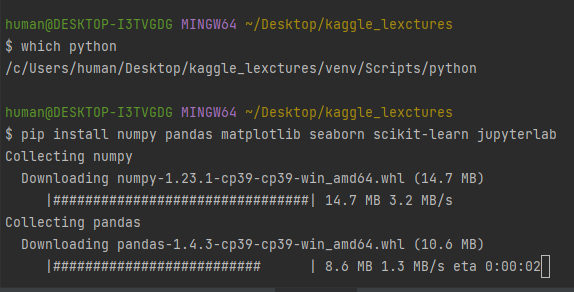 human@DESKTOP-I3TVGDG MINGW64 ~/Desktop/kaggle_lexctures
$ which python
/c/Users/human/Desktop/kaggle_lexctures/venv/Scripts/python
human@DESKTOP-I3TVGDG MINGW64 ~/Desktop/kaggle_lexctures
$ pip install numpy pandas matplotlib seaborn scikit-learn jupyterlab
Collecting numpy
  Downloading numpy-1.23.1-cp39-cp39-win_amd64.whl (14.7 MB)
     |################################| 14.7 MB 3.2 MB/s
Collecting pandas
  Downloading pandas-1.4.3-cp39-cp39-win_amd64.whl (10.6 MB)
     |##########################      | 8.6 MB 1.3 MB/s eta 0:00:02